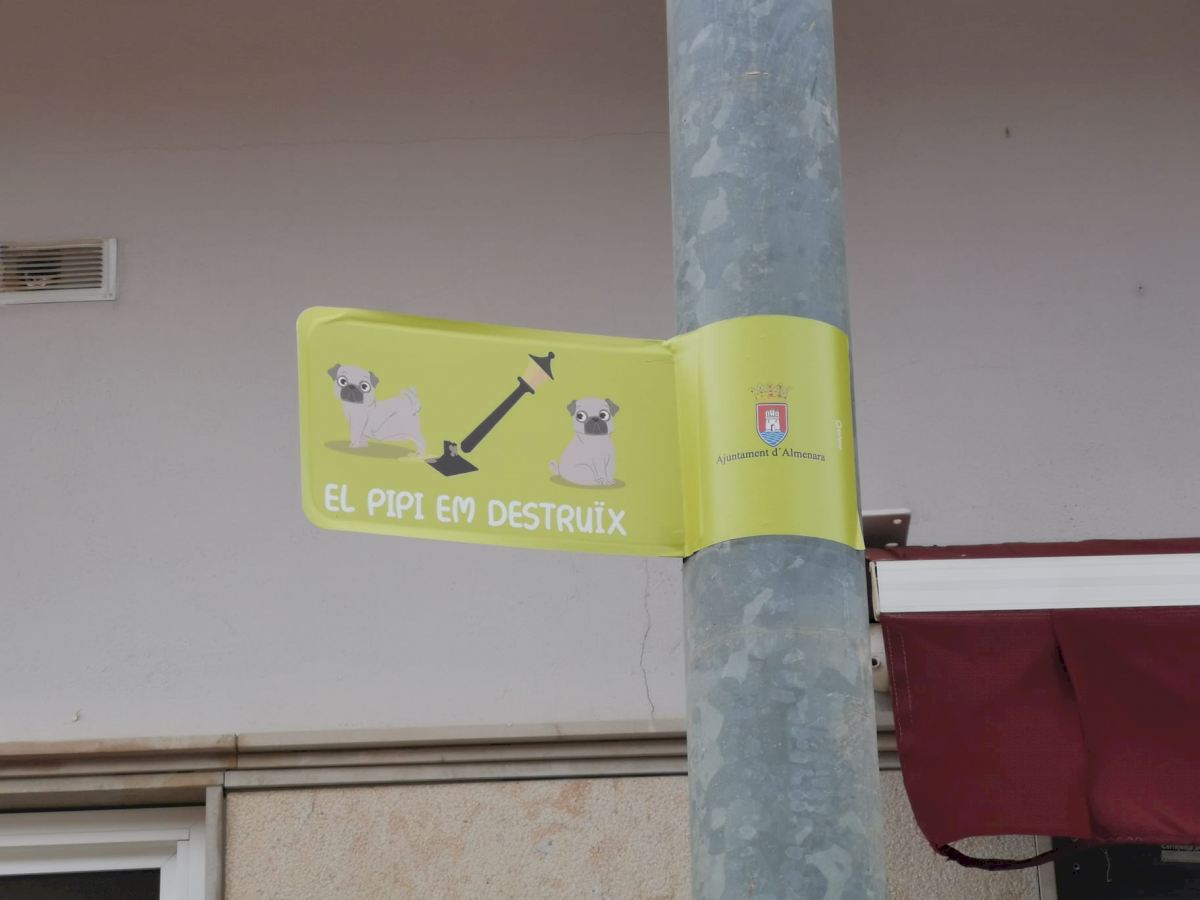 EL PIPI EM DESTRUÏX
Ajuntament d'Almenara